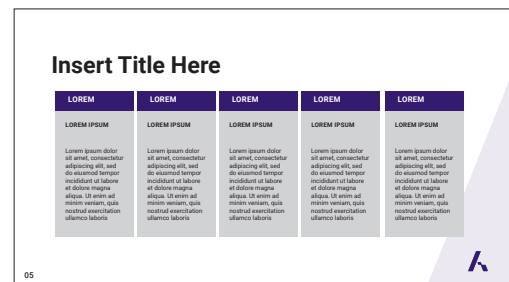 Insert Title Here
LOREM LOREM LOREM LOREM LOREM
LOREM IPSUM LOREM IPSUM LOREM IPSUM LOREM IPSUM LOREM IPSUM
Lorem ipsum dolor
sit amet, consectetur
adipiscing elit, sed
do eiusmod tempor
incididunt ut labore
et dolore magna
aliqua. Ut enim ad
minim veniam, quis
nostrud exercitation
ullamco laboris
Lorem ipsum dolor
sit amet, consectetur
adipiscing elit, sed
do eiusmod tempor
incididunt ut labore
et dolore magna
aliqua. Ut enim ad
minim veniam, quis
nostrud exercitation
ullamco laboris
Lorem ipsum dolor
sit amet, consectetur
adipiscing elit, sed
do eiusmod tempor
incididunt ut labore
et dolore magna
aliqua. Ut enim ad
minim veniam, quis
nostrud exercitation
ullamco laboris
Lorem ipsum dolor
sit amet, consectetur
adipiscing elit, sed
do eiusmod tempor
incididunt ut labore
et dolore magna
aliqua. Ut enim ad
minim veniam, quis
nostrud exercitation
ullamco laboris
Lorem ipsum dolor
sit amet, consectetur
adipiscing elit, sed
do eiusmod tempor
incididunt ut labore
et dolore magna
aliqua. Ut enim ad
minim veniam, quis
nostrud exercitation
ullamco laboris
05